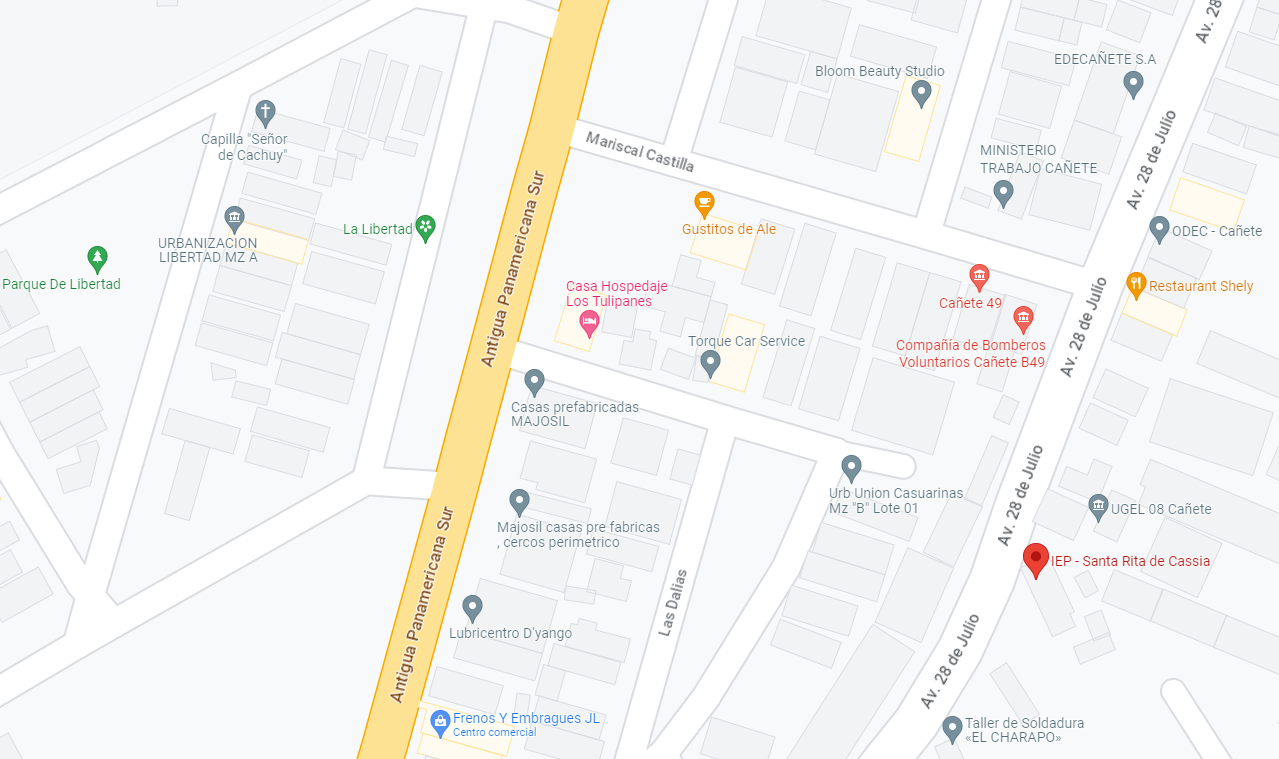 Av. 28
EDECAÑETE S.A
Bloom Beauty Studio
Mariscal Castilla
Capilla "Señor
de Cachuy"
MINISTERIO
TRABAJO CAÑETE
Av. 28 de Julio
Antigua Panamericana Sur
La Libertad
Gustitos de Ale
ODEC - Cañete
URBANIZACION
LIBERTAD MZ A
Parque De Libertad
Casa Hospedaje
Los Tulipanes
Cañete 49
Restaurant Shely
Av. 28 de Julio
Torque Car Service
Compañía de Bomberos
Voluntarios Cañete B49
Casas prefabricadas
MAJOSIL
Urb Union Casuarinas
Mz "B" Lote 01
Av. 28 de Julio
UGEL 08 Cañete
Majosil casas pre fabricas
, cercos perimetrico
IEP - Santa Rita de Cassia
Antigua Panamericana Sur
Las Dalias
Lubricentro D'yango
Av. 28 de Julio
Frenos Y Embragues JL
Centro comercial
Taller de Soldadura
«EL CHARAPO»